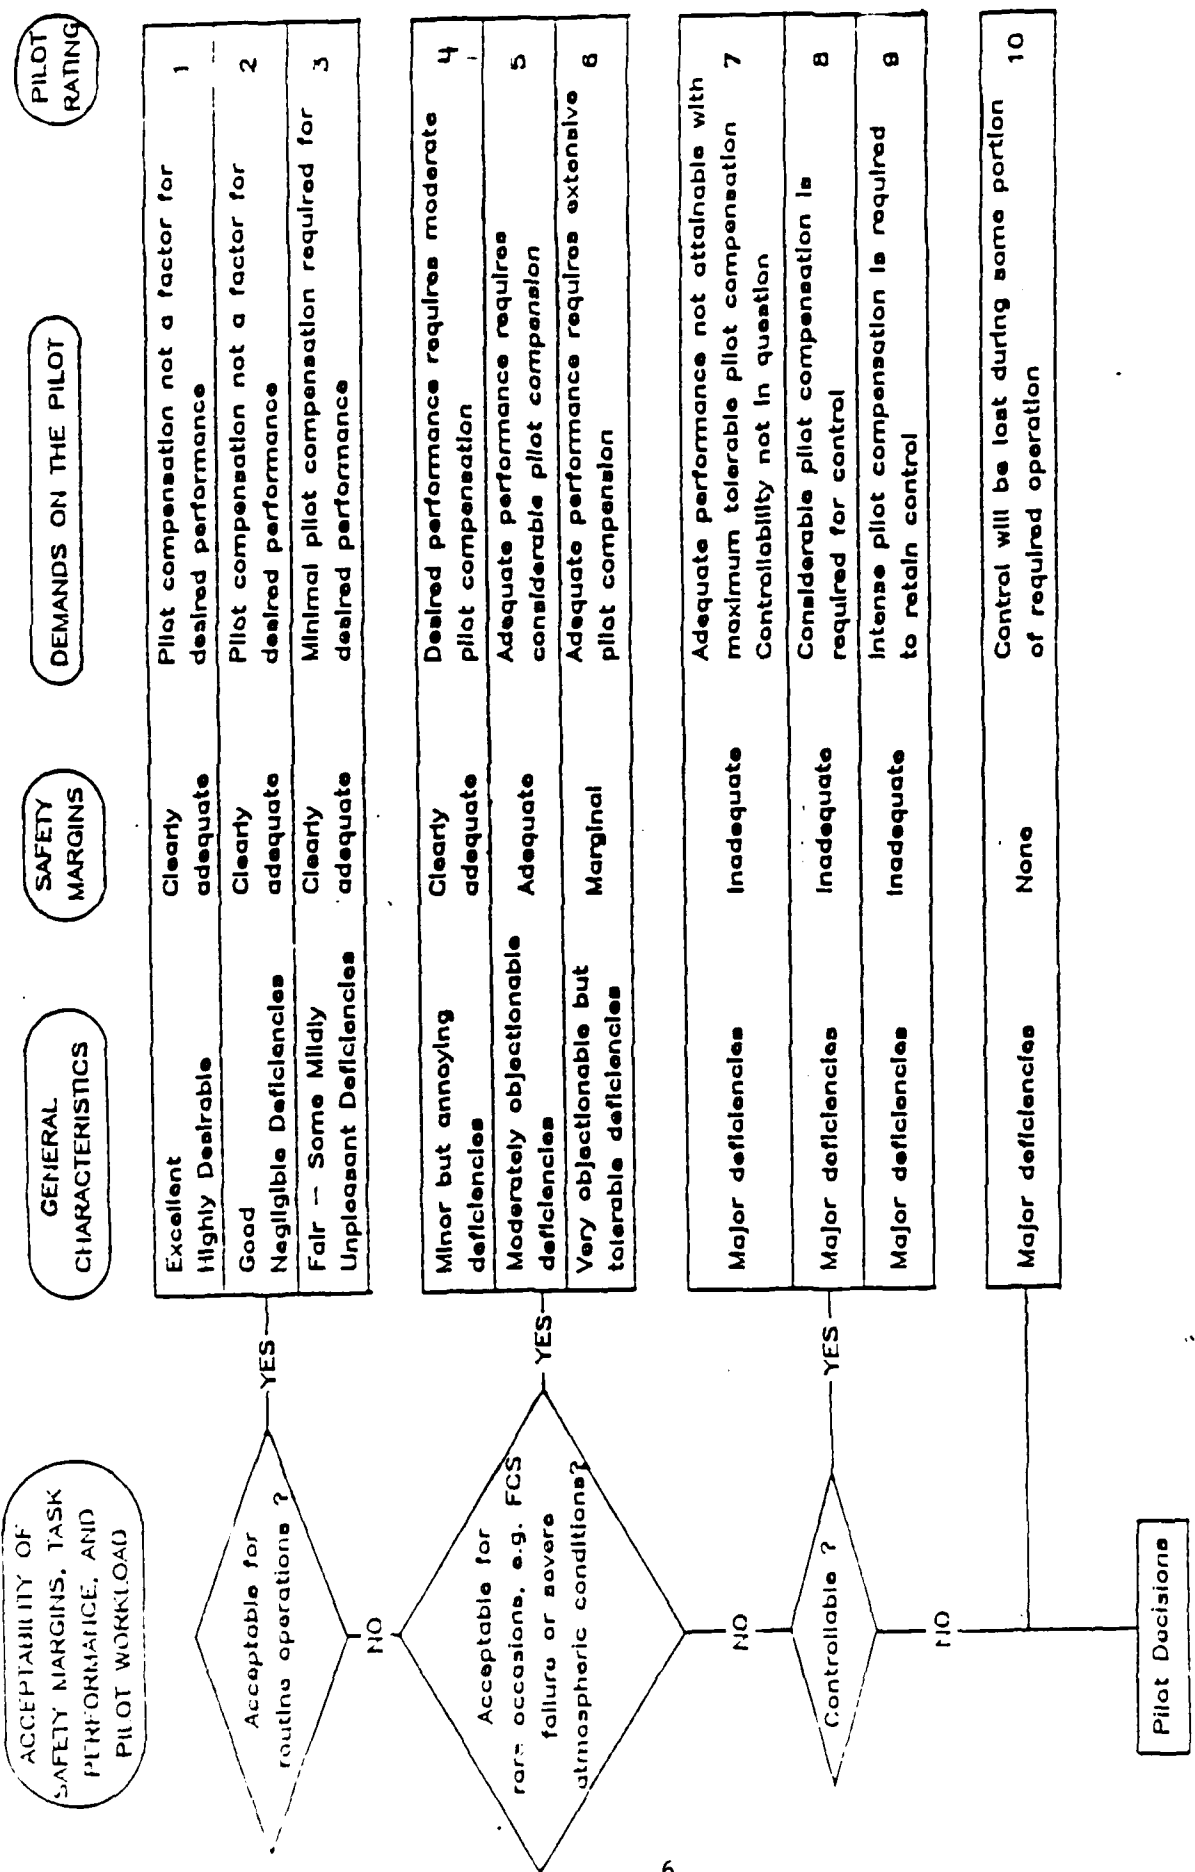 ACCEPTABILITY OF
SAFETY MARGINS, TASK
PERFORMANCE, AND
PILOT WORKLOAD
GENERAL
CHARACTERISTICS
SAFETY
MARGINS
DEMANDS ON THE PILOT
PILOT
RATING
Acceptable for
routine operations ?
YES
NO
Excellent
Highly Desirable
Clearly
adequate
Pilot compensation not a factor for
desired performance
1
Good
Negligible Deficiencies
Clearly
adequate
Pilot compensation not a factor for
desired performance
2
Fair -- Some Mildly
Unpleasant Deficiencies
Clearly
adequate
Minimal pilot compensation required for
desired performance
3
Acceptable for
rare occasions, e.g. FCS
failure or severe
atmospheric conditions?
YES
NO
Minor but annoying
deficiencies
Clearly
adequate
Desired performance requires moderate
pilot compensation
4
Moderately objectionable
deficiencies
Adequate
Adequate performance requires
considerable pilot compension
5
Very objectionable but
tolerable deficiencies
Marginal
Adequate performance requires extensive
pilot compension
6
Controllable ?
YES
NO
Major deficiencies
Inadequate
Adequate performance not attainable with
maximum tolerable pilot compensation
Controllability not in question
7
Major deficiencies
Inadequate
Considerable pilot compensation is
required for control
8
Major deficiencies
Inadequate
Intense pilot compensation is required
to retain control
9
Major deficiencies
None
Control will be lost during some portion
of required operation
10
Pilot Decisions
6